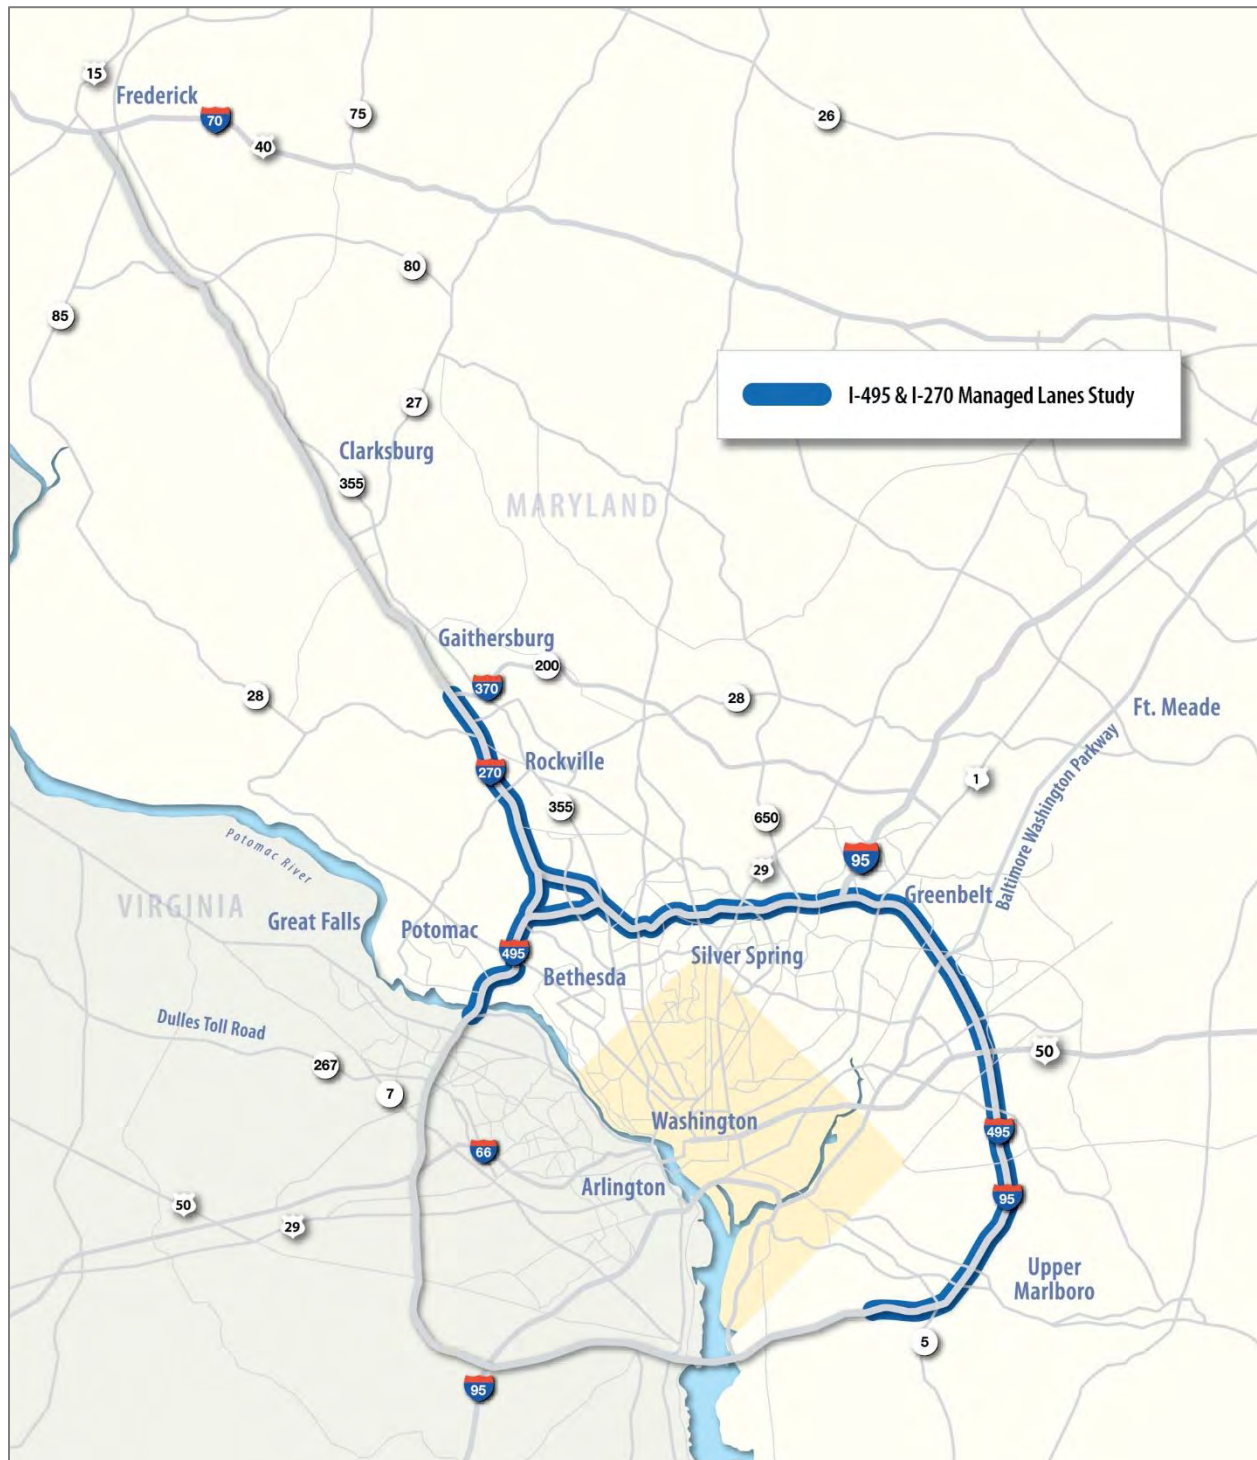 15
Frederick
70
40
75
26
80
85
27
I-495 & I-270 Managed Lanes Study
Clarksburg
355
MARYLAND
Gaithersburg
200
370
28
28
Ft. Meade
Rockville
270
355
650
1
Baltimore Washington Parkway
29
95
Potomac River
VIRGINIA
Great Falls
Potomac
Greenbelt
495
Silver Spring
Bethesda
Dulles Toll Road
267
7
50
Washington
495
66
Arlington
95
50
29
Upper
Marlboro
5
95